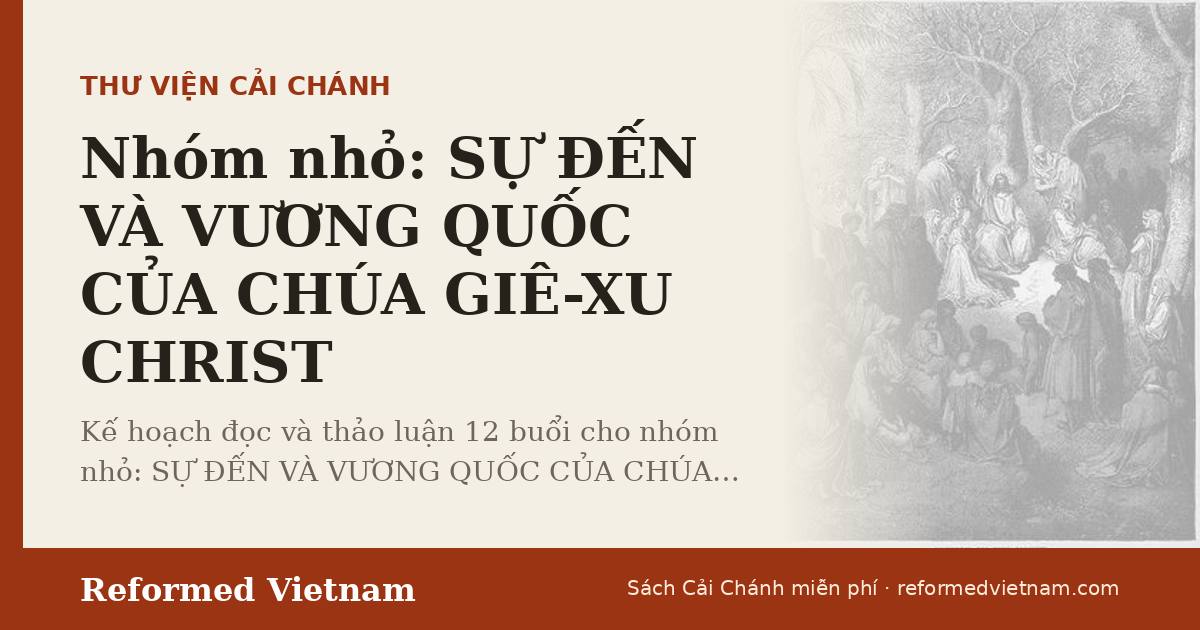 THƯ VIỆN CẢI CHÁNH
Nhóm nhỏ: SỰ ĐẾN
VÀ VƯƠNG QUỐC
CỦA CHÚA GIÊ-XU
CHRIST
Kế hoạch đọc và thảo luận 12 buổi cho nhóm
nhỏ: SỰ ĐẾN VÀ VƯƠNG QUỐC CỦA CHÚA...
Reformed Vietnam
Sách Cải Chánh miễn phí · reformedvietnam.com